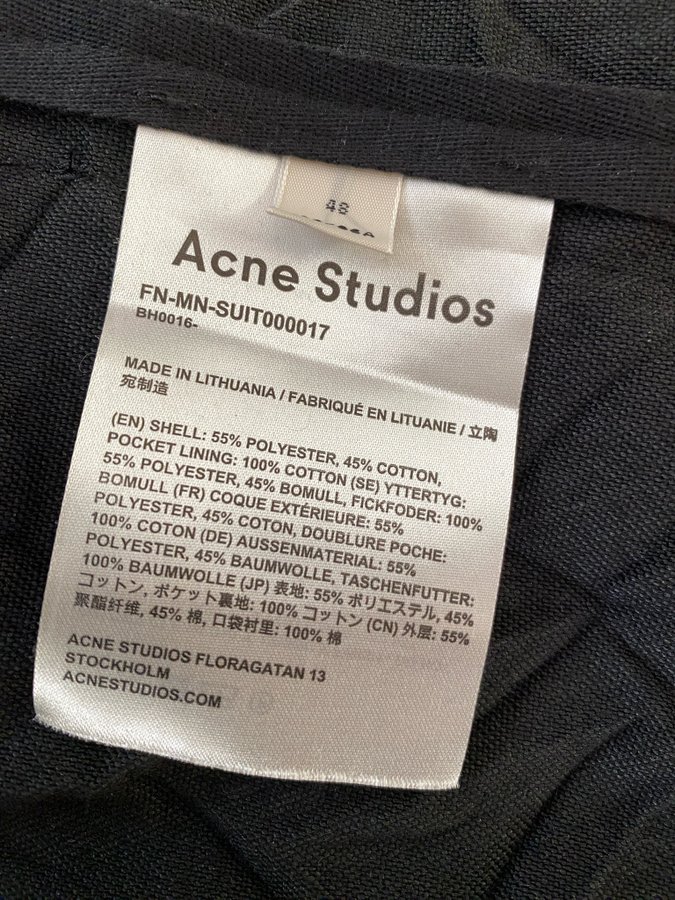 48
Acne Studios
FN-MN-SUIT000017
BH0016-
MADE IN LITHUANIA / FABRIQUÉ EN LITUANIE / 立陶
宛制造
(EN) SHELL: 55% POLYESTER, 45% COTTON,
POCKET LINING: 100% COTTON (SE) YTTERTYG:
55% POLYESTER, 45% BOMULL, FICKFODER: 100%
BOMULL (FR) COQUE EXTÉRIEURE: 55%
POLYESTER, 45% COTON, DOUBLURE POCHE:
100% COTON (DE) AUSSENMATERIAL: 55%
POLYESTER, 45% BAUMWOLLE, TASCHENFUTTER:
100% BAUMWOLLE (JP) 表地: 55% ポリエステル, 45%
コットン, ポケット裏地: 100% コットン (CN) 外层: 55%
聚酯纤维, 45% 棉, 口袋衬里: 100% 棉
ACNE STUDIOS FLORAGATAN 13
STOCKHOLM
ACNESTUDIOS.COM